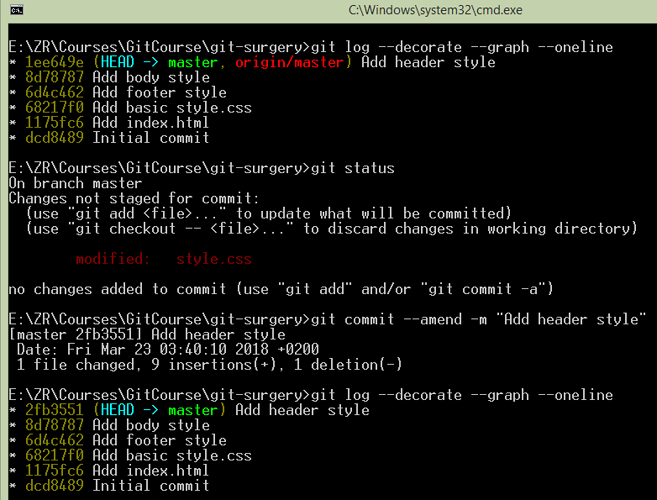 C:\Windows\system32\cmd.exe
E:\ZR\Courses\GitCourse\git-surgery>git log --decorate --graph --oneline
* 1ee649e (HEAD -> master, origin/master) Add header style
* 8d78787 Add body style
* 6d4c462 Add footer style
* 68217f0 Add basic style.css
* 1175fc6 Add index.html
* dcd8489 Initial commit
E:\ZR\Courses\GitCourse\git-surgery>git status
On branch master
Changes not staged for commit:
  (use "git add <file>..." to update what will be committed)
  (use "git checkout -- <file>..." to discard changes in working directory)
        modified:   style.css
no changes added to commit (use "git add" and/or "git commit -a")
E:\ZR\Courses\GitCourse\git-surgery>git commit --amend -m "Add header style"
[master 2fb3551] Add header style
 Date: Fri Mar 23 03:40:10 2018 +0200
 1 file changed, 9 insertions(+), 1 deletion(-)
E:\ZR\Courses\GitCourse\git-surgery>git log --decorate --graph --oneline
* 2fb3551 (HEAD -> master) Add header style
* 8d78787 Add body style
* 6d4c462 Add footer style
* 68217f0 Add basic style.css
* 1175fc6 Add index.html
* dcd8489 Initial commit